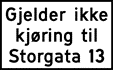 Gjelder ikke
kjøring til
Storgata 13